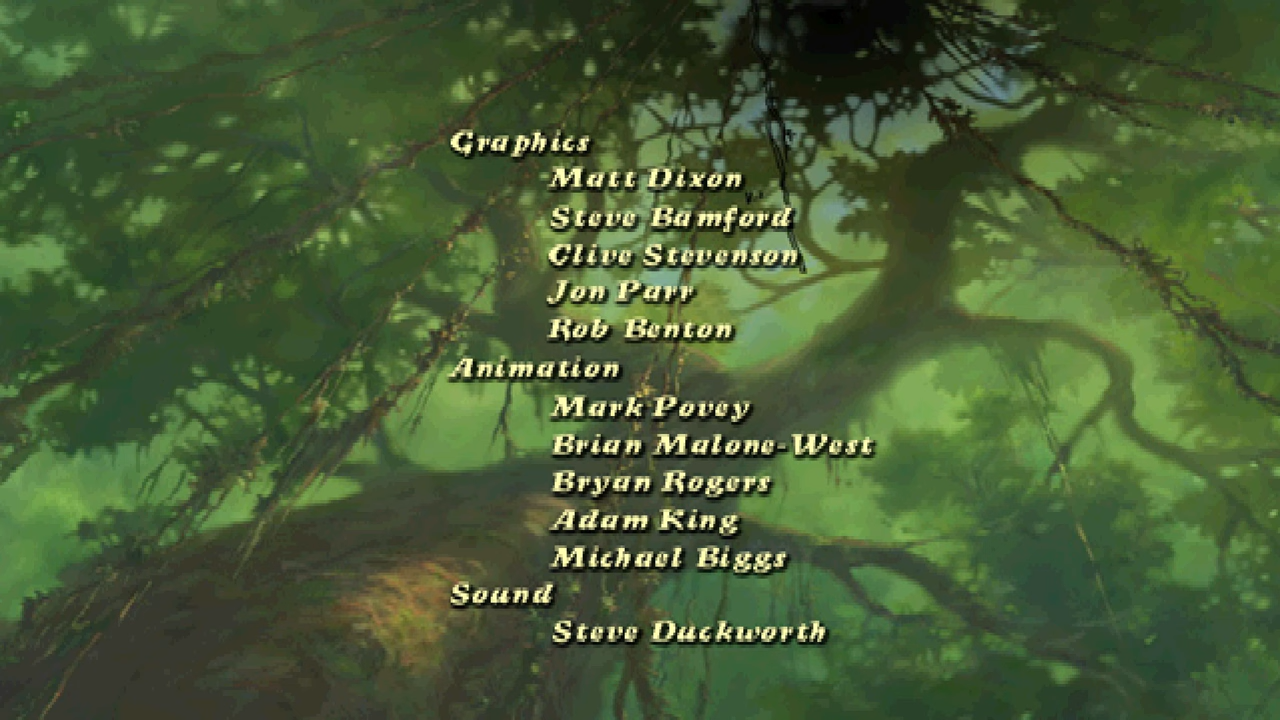 Graphics
Matt Dixon
Steve Bamford
Clive Stevenson
Jon Parr
Rob Benton
Animation
Mark Povey
Brian Malone-West
Bryan Rogers
Adam King
Michael Biggs
Sound
Steve Duckworth